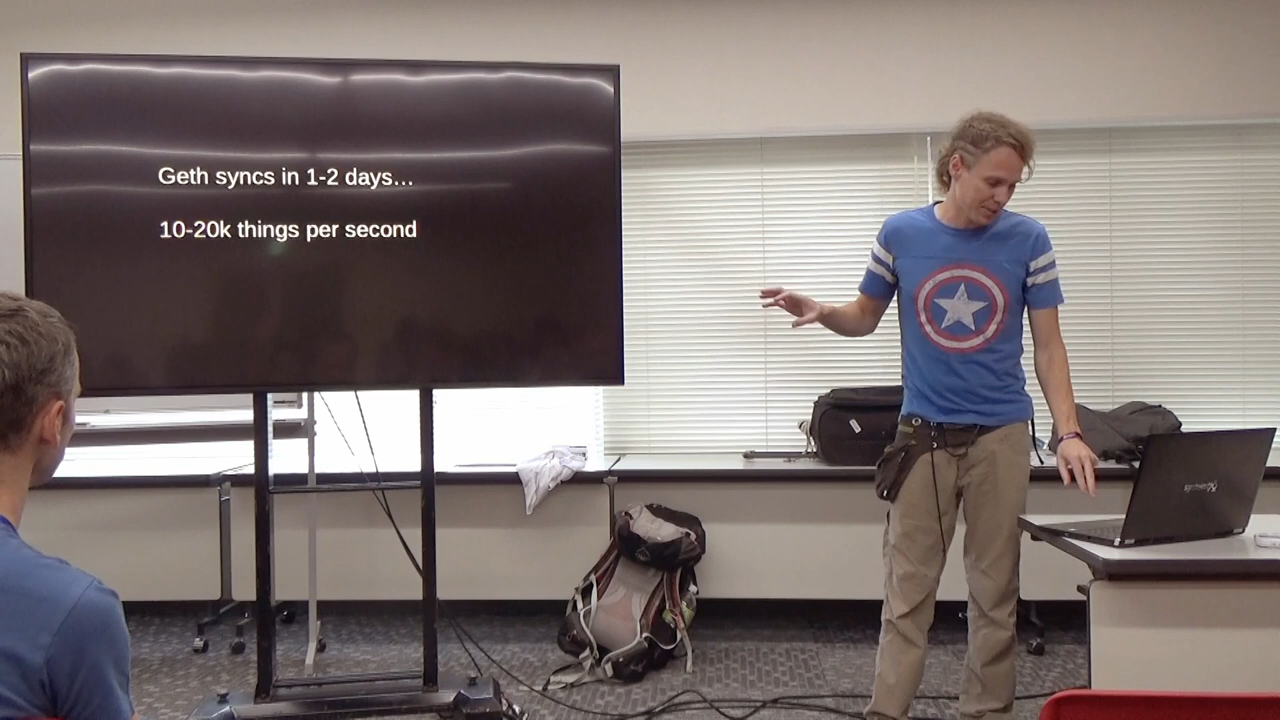 Geth syncs in 1-2 days…
10-20k things per second